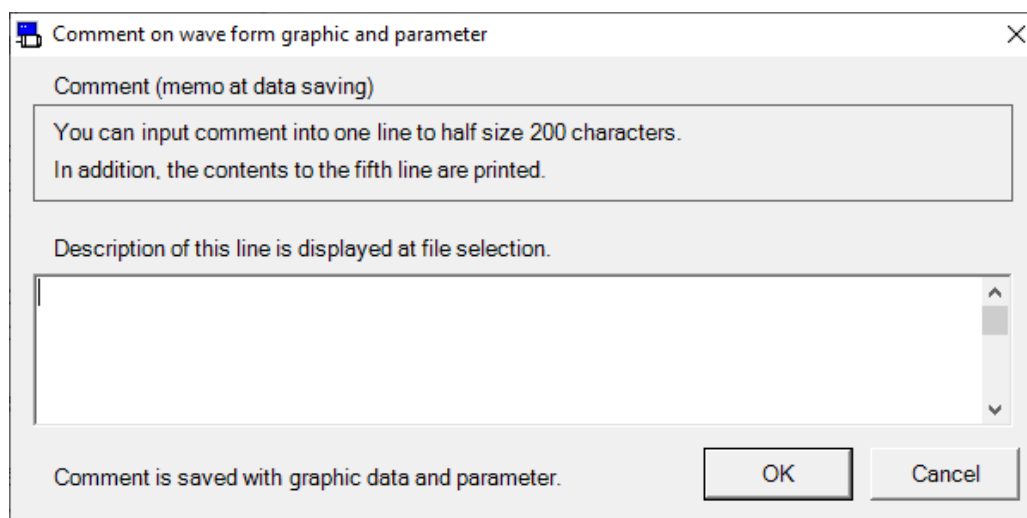 Comment on wave form graphic and parameter
Comment (memo at data saving)
You can input comment into one line to half size 200 characters.
In addition, the contents to the fifth line are printed.
Description of this line is displayed at file selection.
Comment is saved with graphic data and parameter.
OK
Cancel